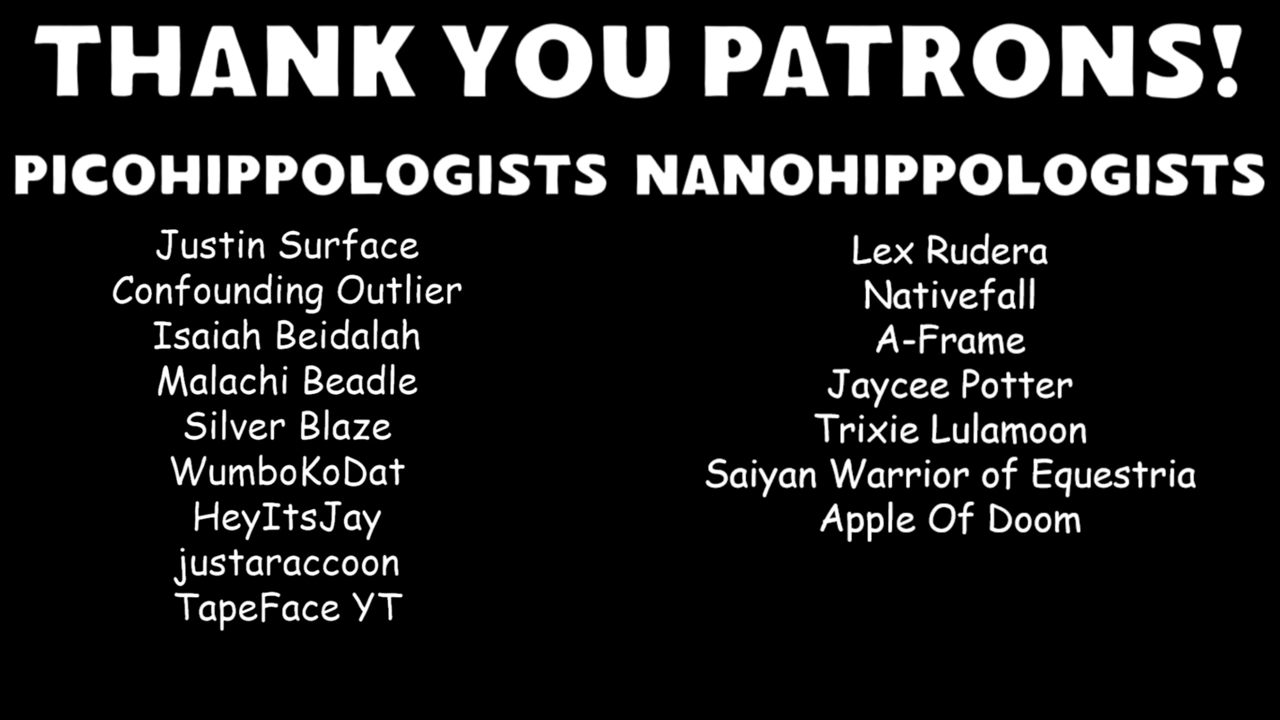 THANK YOU PATRONS!
PICOHIPPOLOGISTS
Justin Surface
Confounding Outlier
Isaiah Beidalah
Malachi Beadle
Silver Blaze
WumboKoDat
HeyItsJay
justaraccoon
TapeFace YT
NANOHIPPOLOGISTS
Lex Rudera
Nativefall
A-Frame
Jaycee Potter
Trixie Lulamoon
Saiyan Warrior of Equestria
Apple Of Doom